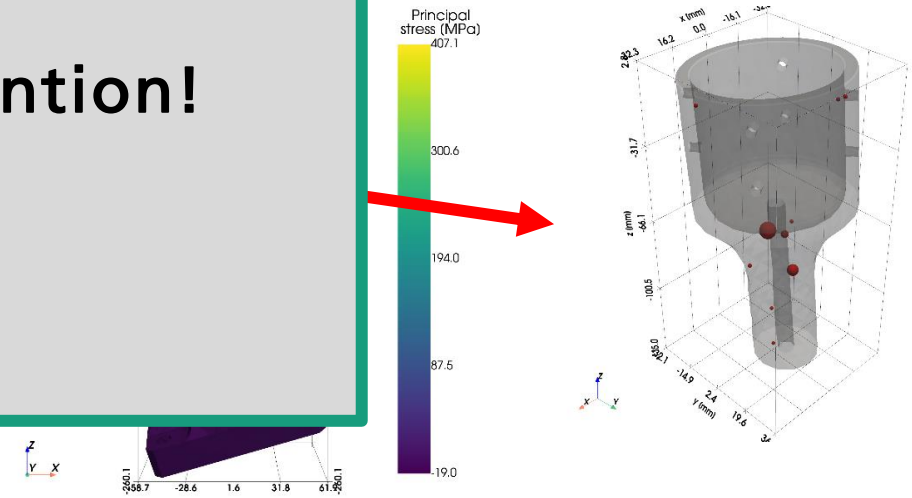 ntion!
Principal
stress (MPa)
407.1
300.6
194.0
87.5
-19.0
x (mm)
16.2
0.0
-16.1
-31.7
z (mm)
-66.1
-100.5
-14.9
2.4
y (mm)
19.6
Z
X
Y
Z
Y
X
-260.1
-28.6
1.6
31.8